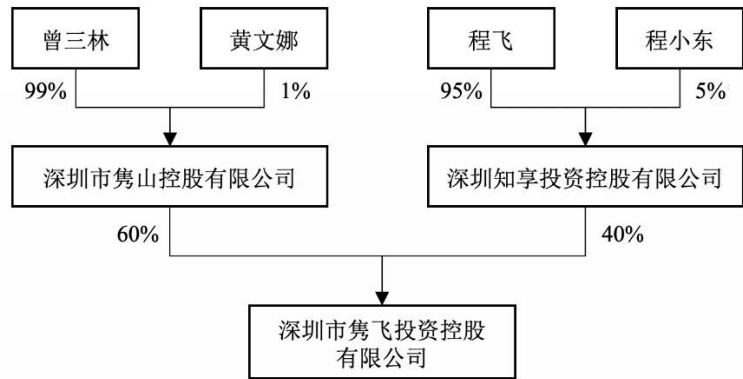 曾三林
黄文娜
程飞
程小东
99%
1%
95%
5%
深圳市隽山控股有限公司
深圳知享投资控股有限公司
60%
40%
深圳市隽飞投资控股
有限公司